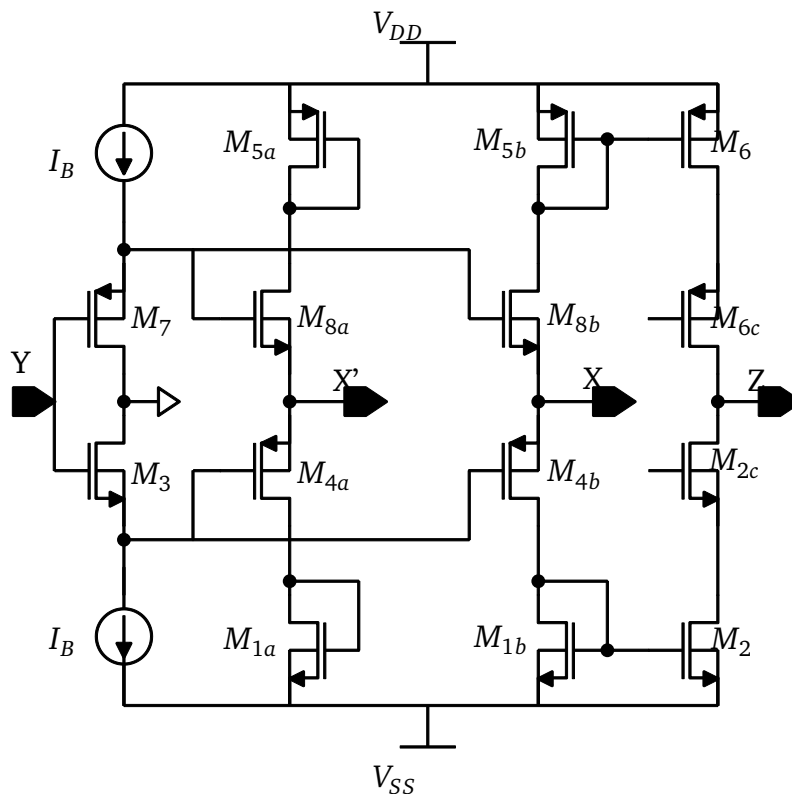 V_DD
M_5a
M_5b
M_6
I_B
M_7
M_8a
M_8b
M_6c
Y
X'
X
Z
M_3
M_4a
M_4b
M_2c
I_B
M_1a
M_1b
M_2
V_SS